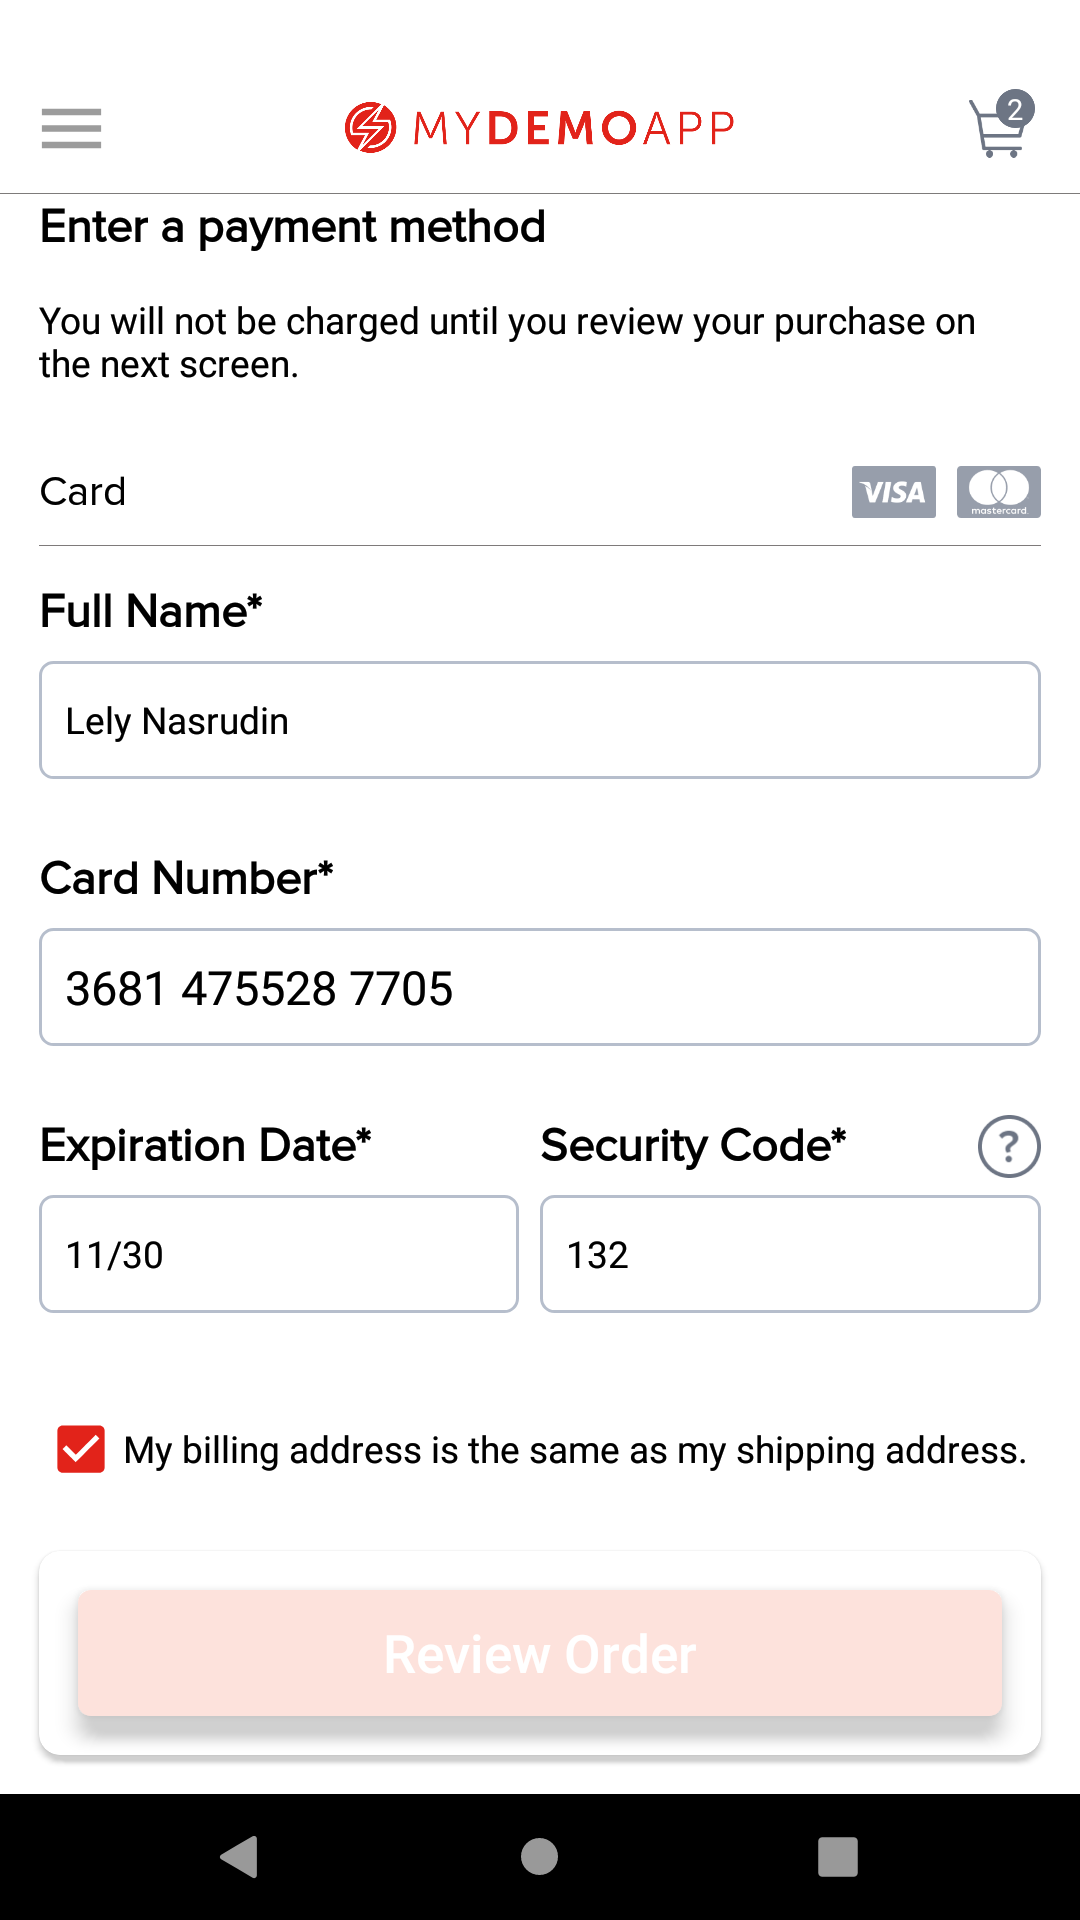 MYDEMOAPP
2
Enter a payment method
You will not be charged until you review your purchase on
the next screen.
Card
VISA
mastercard.
Full Name*
Lely Nasrudin
Card Number*
3681 475528 7705
Expiration Date*
Security Code*
?
11/30
132
My billing address is the same as my shipping address.
Review Order